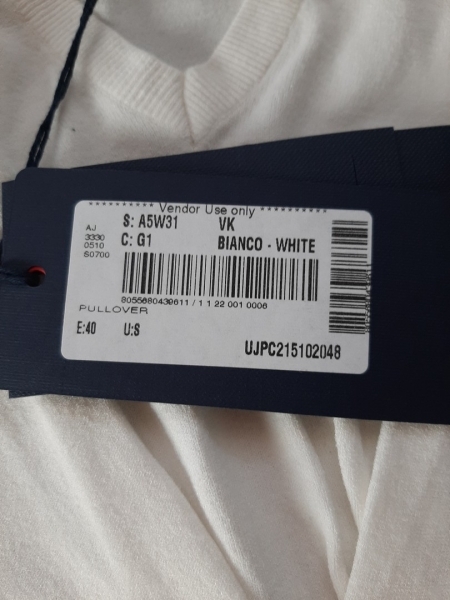 ********** Vendor Use only **********
AJ
3330
0510
S0700
S: A5W31 VK
C: G1 BIANCO - WHITE
8055680439611 / 1 1 22 001 0006
PULLOVER
E:40 U:S
UJPC215102048